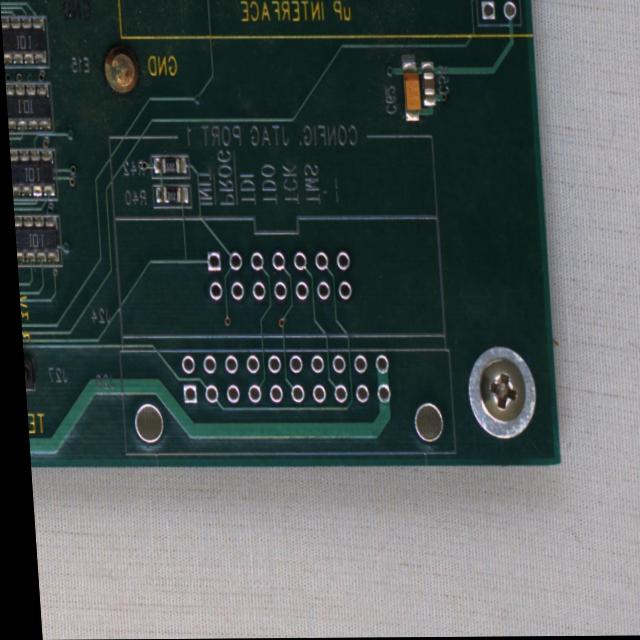 uP INTERFACE
GND
E15
CONFIG. JTAG PORT 1
R42
R40
INIT
PROG
TDI
TDO
TCK
TMS
IDT
IDT
IDT
IDT
J24
J27
TE